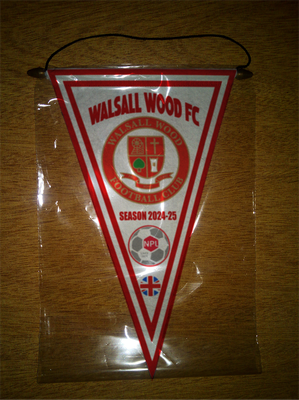 WALSALL WOOD FC
WALSALL WOOD
FOOTBALL CLUB
SEASON 2024-25
NPL